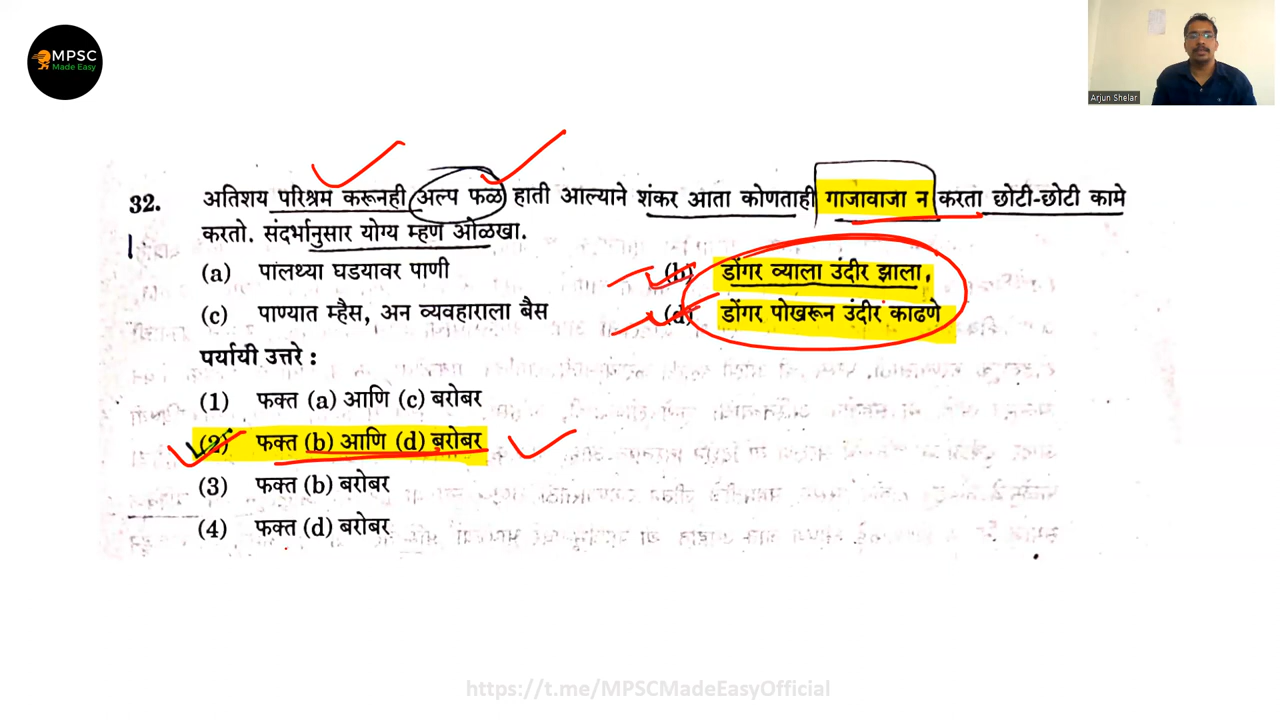 MPSC
Made Easy
Arjun Shelar
32. अतिशय परिश्रम करूनही अल्प फळ हाती आल्याने शंकर आता कोणताही गाजावाजा न करता छोटी-छोटी कामे
करतो. संदर्भानुसार योग्य म्हण ओळखा.
(a) पालथ्या घडयावर पाणी (b) डोंगर व्याला उंदीर झाला,
(c) पाण्यात म्हैस, अन व्यवहाराला बैस (d) डोंगर पोखरून उंदीर काढणे
पर्यायी उत्तरे :
(1) फक्त (a) आणि (c) बरोबर
(2) फक्त (b) आणि (d) बरोबर
(3) फक्त (b) बरोबर
(4) फक्त (d) बरोबर
https://t.me/MPSCMadeEasyOfficial